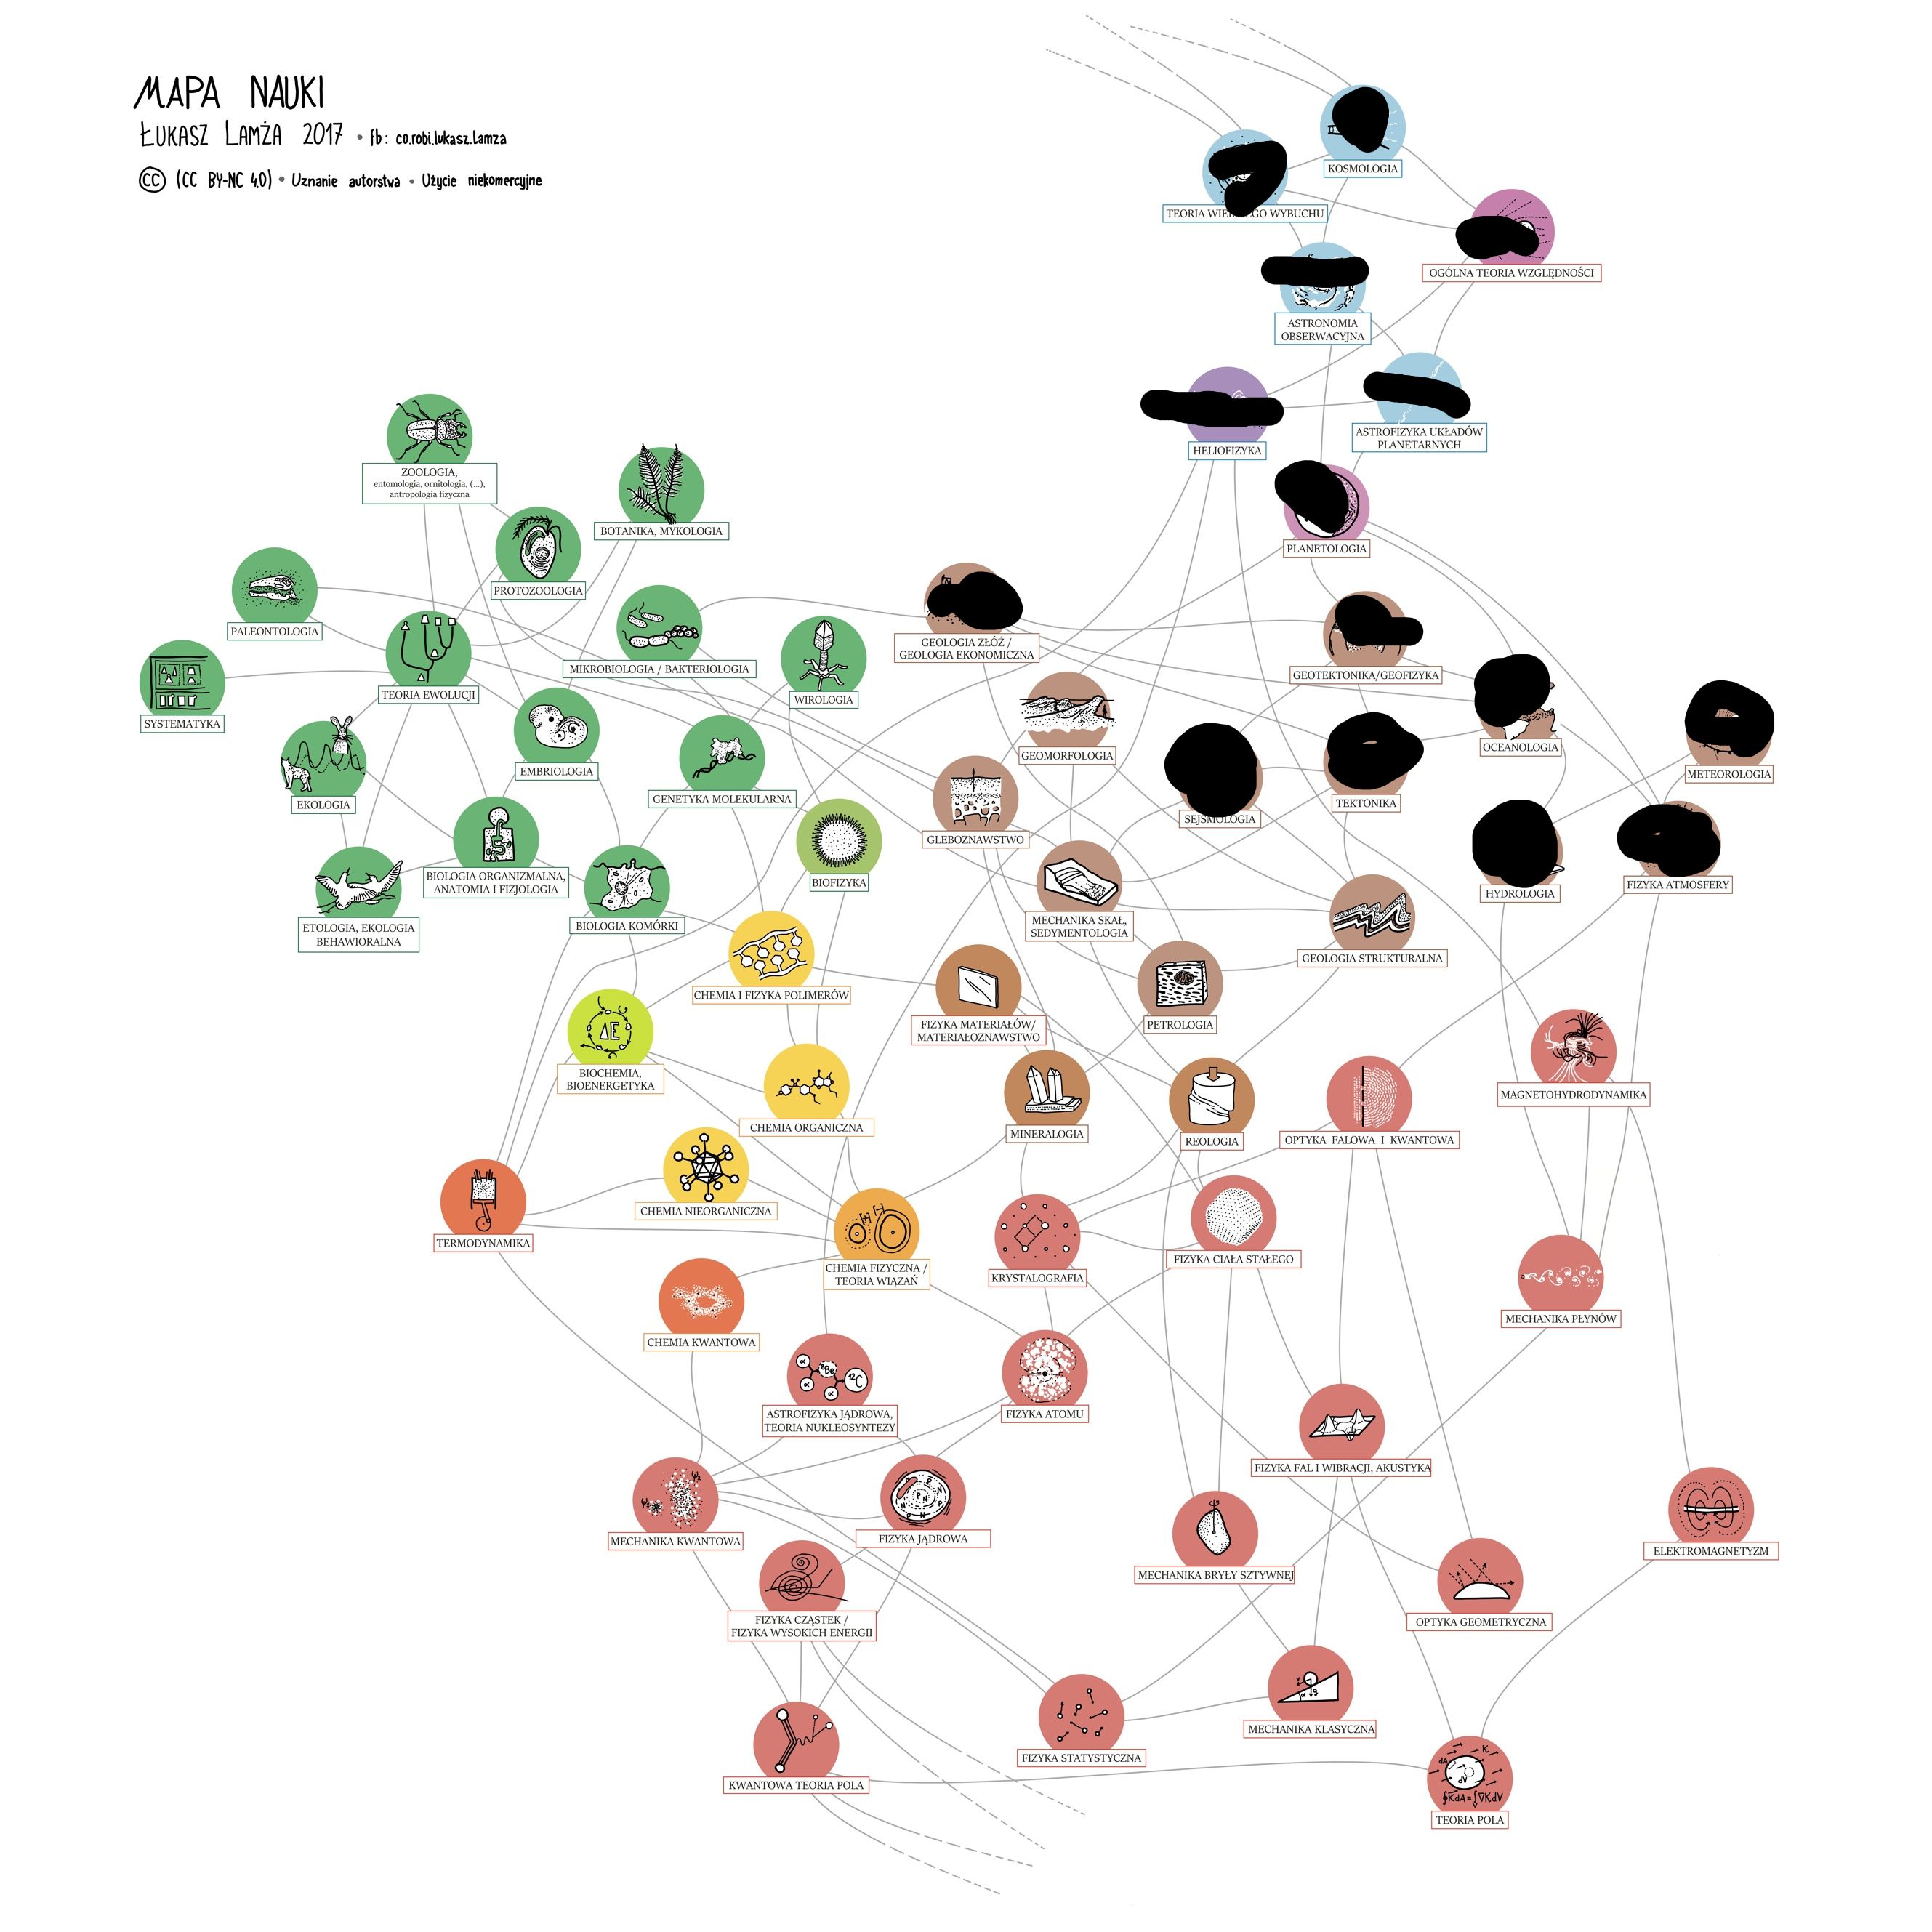 MAPA NAUKI
ŁUKASZ LAMŻA 2017 • fb: co.robi.lukasz.lamza
CC (CC BY-NC 4.0) • Uznanie autorstwa • Użycie niekomercyjne
KOSMOLOGIA
TEORIA WYBUCHU
OGÓLNA TEORIA WZGLĘDNOŚCI
ASTRONOMIA
OBSERWACYJNA
ASTROFIZYKA UKŁADÓW
PLANETARNYCH
HELIOFIZYKA
ZOOLOGIA,
entomologia, ornitologia, (...),
antropologia fizyczna
BOTANIKA, MYKOLOGIA
PLANETOLOGIA
PROTOZOOLOGIA
PALEONTOLOGIA
GEOLOGIA ZŁÓŻ /
GEOLOGIA EKONOMICZNA
MIKROBIOLOGIA / BAKTERIOLOGIA
GEOTEKTONIKA/GEOFIZYKA
TEORIA EWOLUCJI
WIROLOGIA
SYSTEMATYKA
OCEANOLOGIA
GEOMORFOLOGIA
EMBRIOLOGIA
METEOROLOGIA
GENETYKA MOLEKULARNA
EKOLOGIA
TEKTONIKA
SEJSMOLOGIA
GLEBOZNAWSTWO
BIOLOGIA ORGANIZMALNA,
ANATOMIA I FIZJOLOGIA
BIOFIZYKA
FIZYKA ATMOSFERY
HYDROLOGIA
BIOLOGIA KOMÓRKI
MECHANIKA SKAŁ,
SEDYMENTOLOGIA
ETOLOGIA, EKOLOGIA
BEHAWIORALNA
GEOLOGIA STRUKTURALNA
CHEMIA I FIZYKA POLIMERÓW
FIZYKA MATERIAŁÓW/
MATERIAŁOZNAWSTWO
PETROLOGIA
ΔE
BIOCHEMIA,
BIOENERGETYKA
MAGNETOHYDRODYNAMIKA
CHEMIA ORGANICZNA
MINERALOGIA
REOLOGIA
OPTYKA FALOWA I KWANTOWA
CHEMIA NIEORGANICZNA
TERMODYNAMIKA
CHEMIA FIZYCZNA /
TEORIA WIĄZAŃ
KRYSTALOGRAFIA
FIZYKA CIAŁA STAŁEGO
MECHANIKA PŁYNÓW
CHEMIA KWANTOWA
α ⁸Be α α ¹²C
ASTROFIZYKA JĄDROWA,
TEORIA NUKLEOSYNTEZY
FIZYKA ATOMU
FIZYKA FAL I WIBRACJI, AKUSTYKA
MECHANIKA KWANTOWA
P N N P N P N P N
FIZYKA JĄDROWA
ELEKTROMAGNETYZM
MECHANIKA BRYŁY SZTYWNEJ
FIZYKA CZĄSTEK /
FIZYKA WYSOKICH ENERGII
OPTYKA GEOMETRYCZNA
MECHANIKA KLASYCZNA
FIZYKA STATYSTYCZNA
KWANTOWA TEORIA POLA
dA K
dV
∮KdA=∫∇KdV
TEORIA POLA